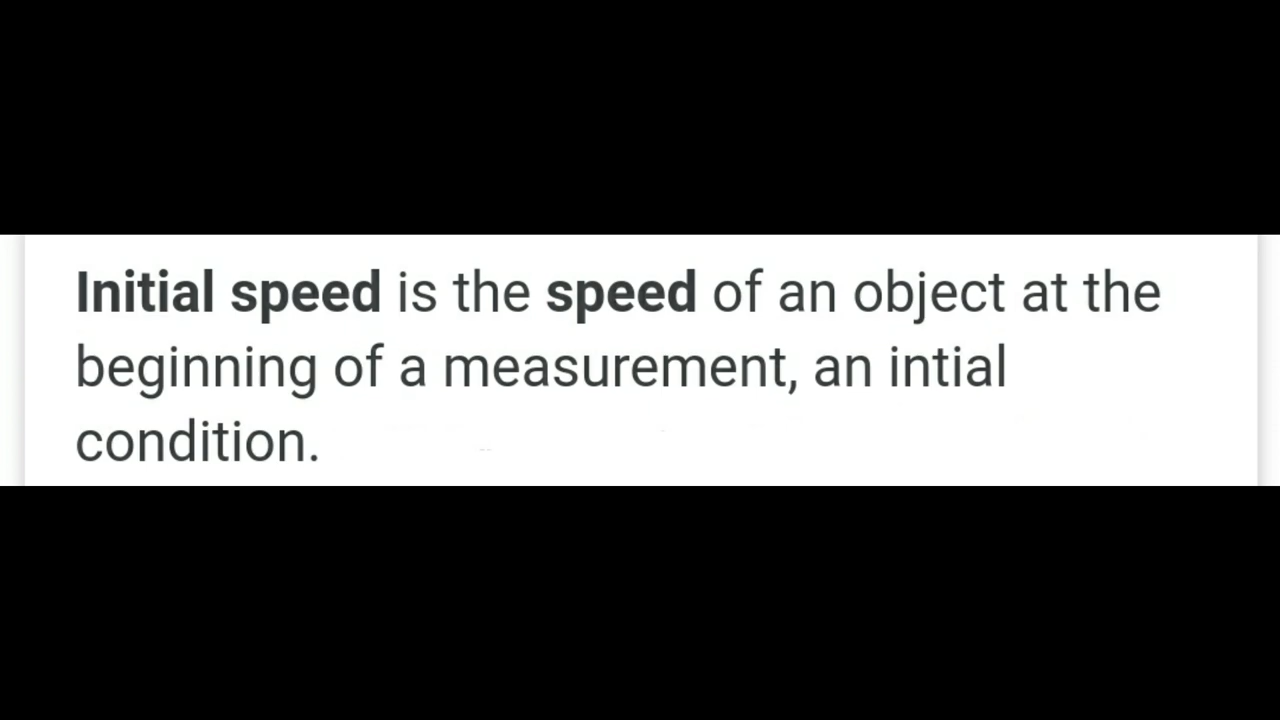 Initial speed is the speed of an object at the
beginning of a measurement, an intial
condition.